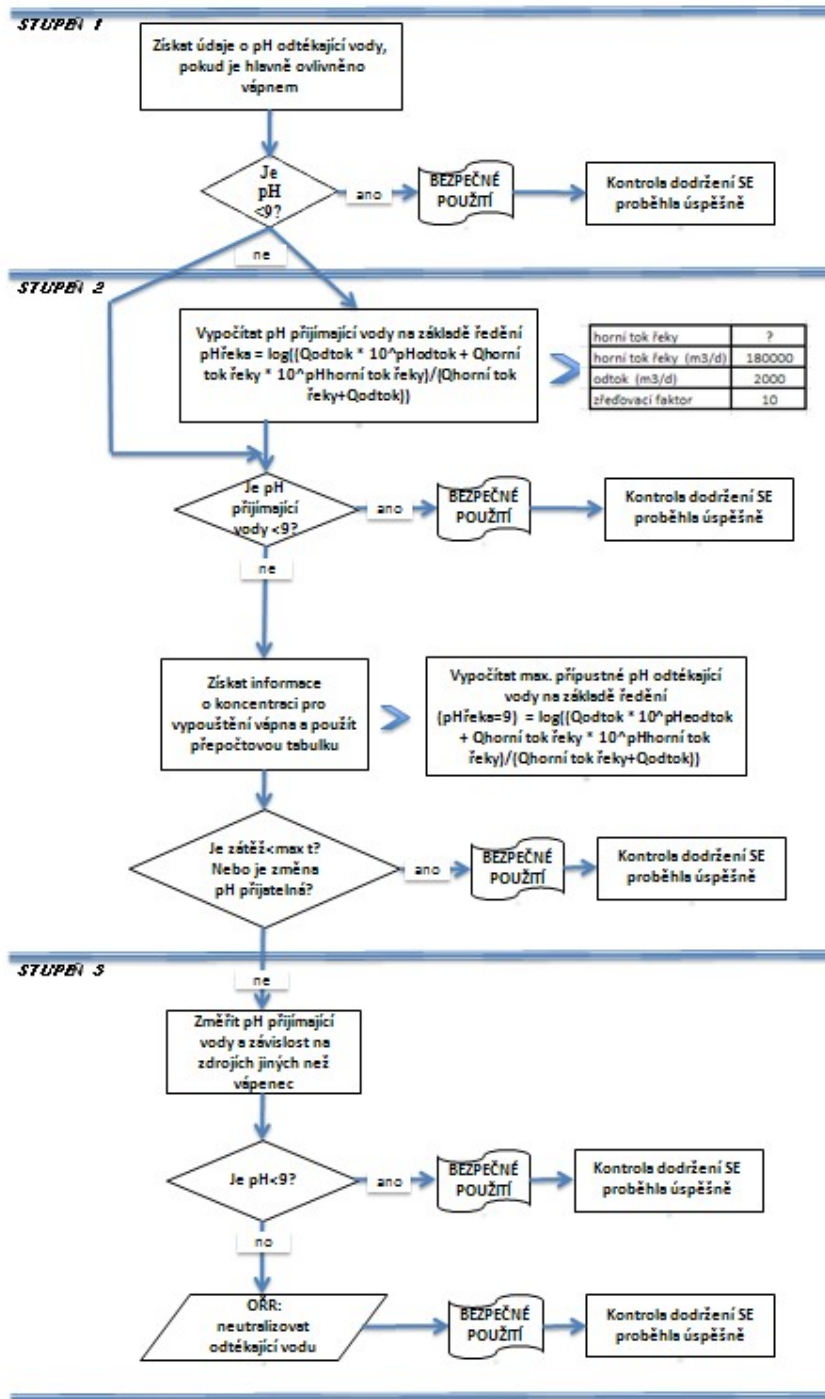 STUPEŇ 1
Získat údaje o pH odtékající vody,
pokud je hlavně ovlivněno
vápnem
Je
pH
<9?
ano
BEZPEČNÉ
POUŽITÍ
Kontrola dodržení SE
proběhla úspěšně
ne
STUPEŇ 2
Vypočítat pH přijímající vody na základě ředění
pHřeka = log((Qodtok * 10^pHodtok + Qhorní
tok řeky * 10^pHhorní tok řeky)/(Qhorní tok
řeky+Qodtok))
horní tok řeky ?
horní tok řeky (m3/d) 180000
odtok (m3/d) 2000
zřeďovací faktor 10
Je pH
přijímající
vody <9?
ano
BEZPEČNÉ
POUŽITÍ
Kontrola dodržení SE
proběhla úspěšně
ne
Získat informace
o koncentraci pro
vypouštění vápna a použít
přepočtovou tabulku
Vypočítat max. přípustné pH odtékající
vody na základě ředění
(pHřeka=9) = log((Qodtok * 10^pHeodtok
+ Qhorní tok řeky * 10^pHhorní tok
řeky)/(Qhorní tok řeky+Qodtok))
Je zátěž<max t?
Nebo je změna
pH přijatelná?
ano
BEZPEČNÉ
POUŽITÍ
Kontrola dodržení SE
proběhla úspěšně
STUPEŇ 3
ne
Změřit pH přijímající
vody a závislost na
zdrojích jiných než
vápenec
Je pH<9?
ano
BEZPEČNÉ
POUŽITÍ
Kontrola dodržení SE
proběhla úspěšně
no
OŘR:
neutralizovat
odtékající vodu
BEZPEČNÉ
POUŽITÍ
Kontrola dodržení SE
proběhla úspěšně